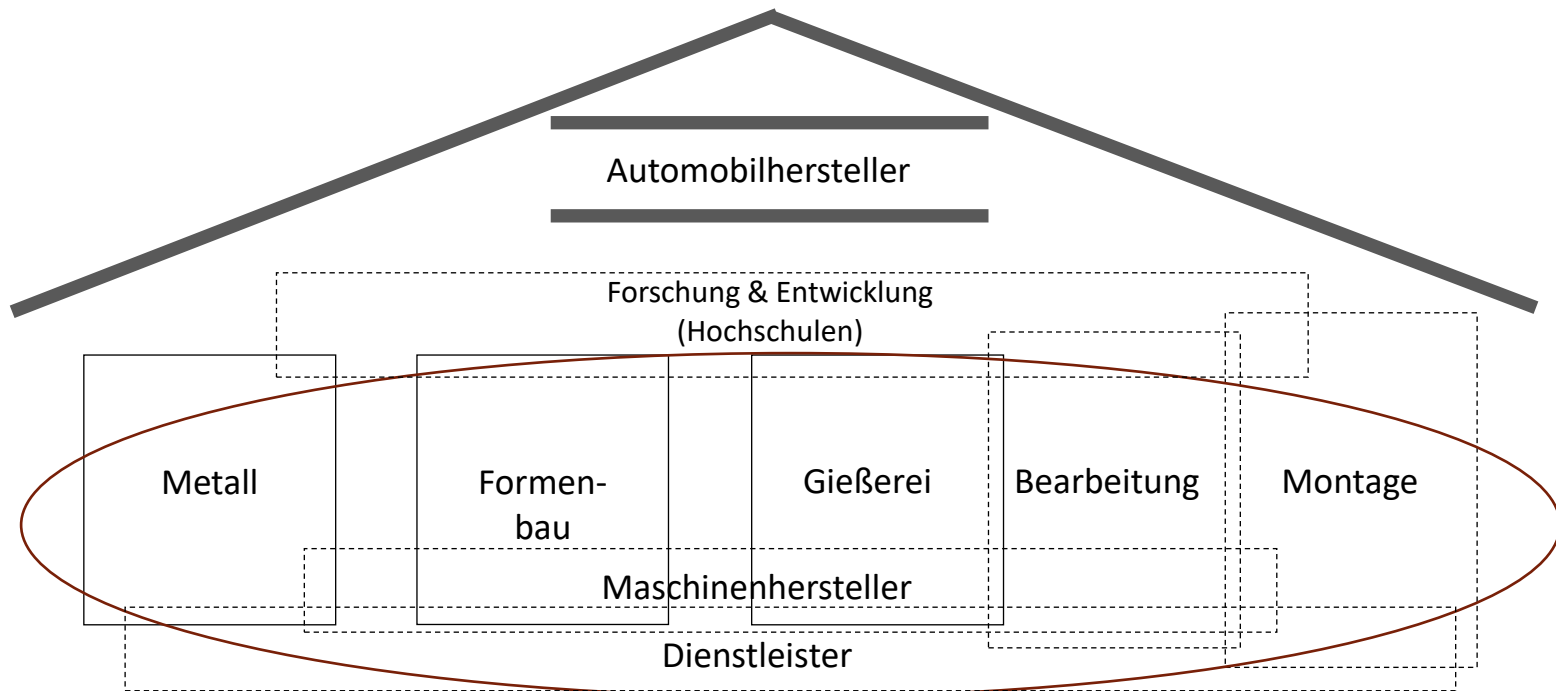 Automobilhersteller
Forschung & Entwicklung
(Hochschulen)
Metall
Formen-
bau
Gießerei
Bearbeitung
Montage
Maschinenhersteller
Dienstleister